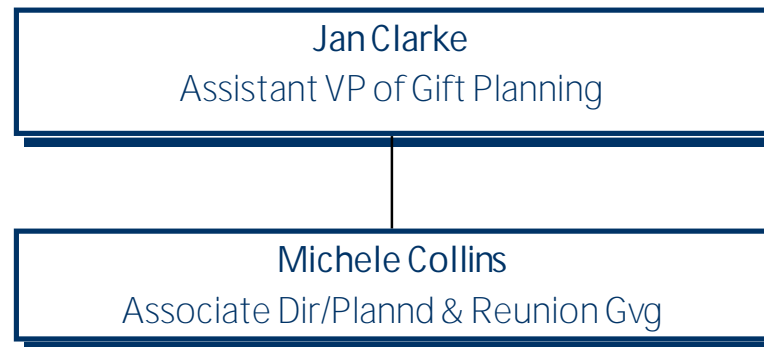 Jan Clarke
Assistant VP of Gift Planning
Michele Collins
Associate Dir/Plannd & Reunion Gvg